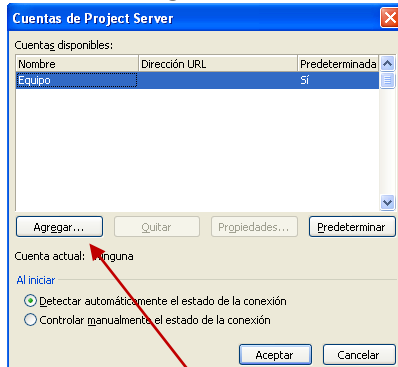 Cuentas de Project Server
Cuentas disponibles:
Nombre Dirección URL Predeterminada
Equipo Sí
Agregar... Quitar Propiedades... Predeterminar
Cuenta actual: Ninguna
Al iniciar
Detectar automáticamente el estado de la conexión
Controlar manualmente el estado de la conexión
Aceptar Cancelar